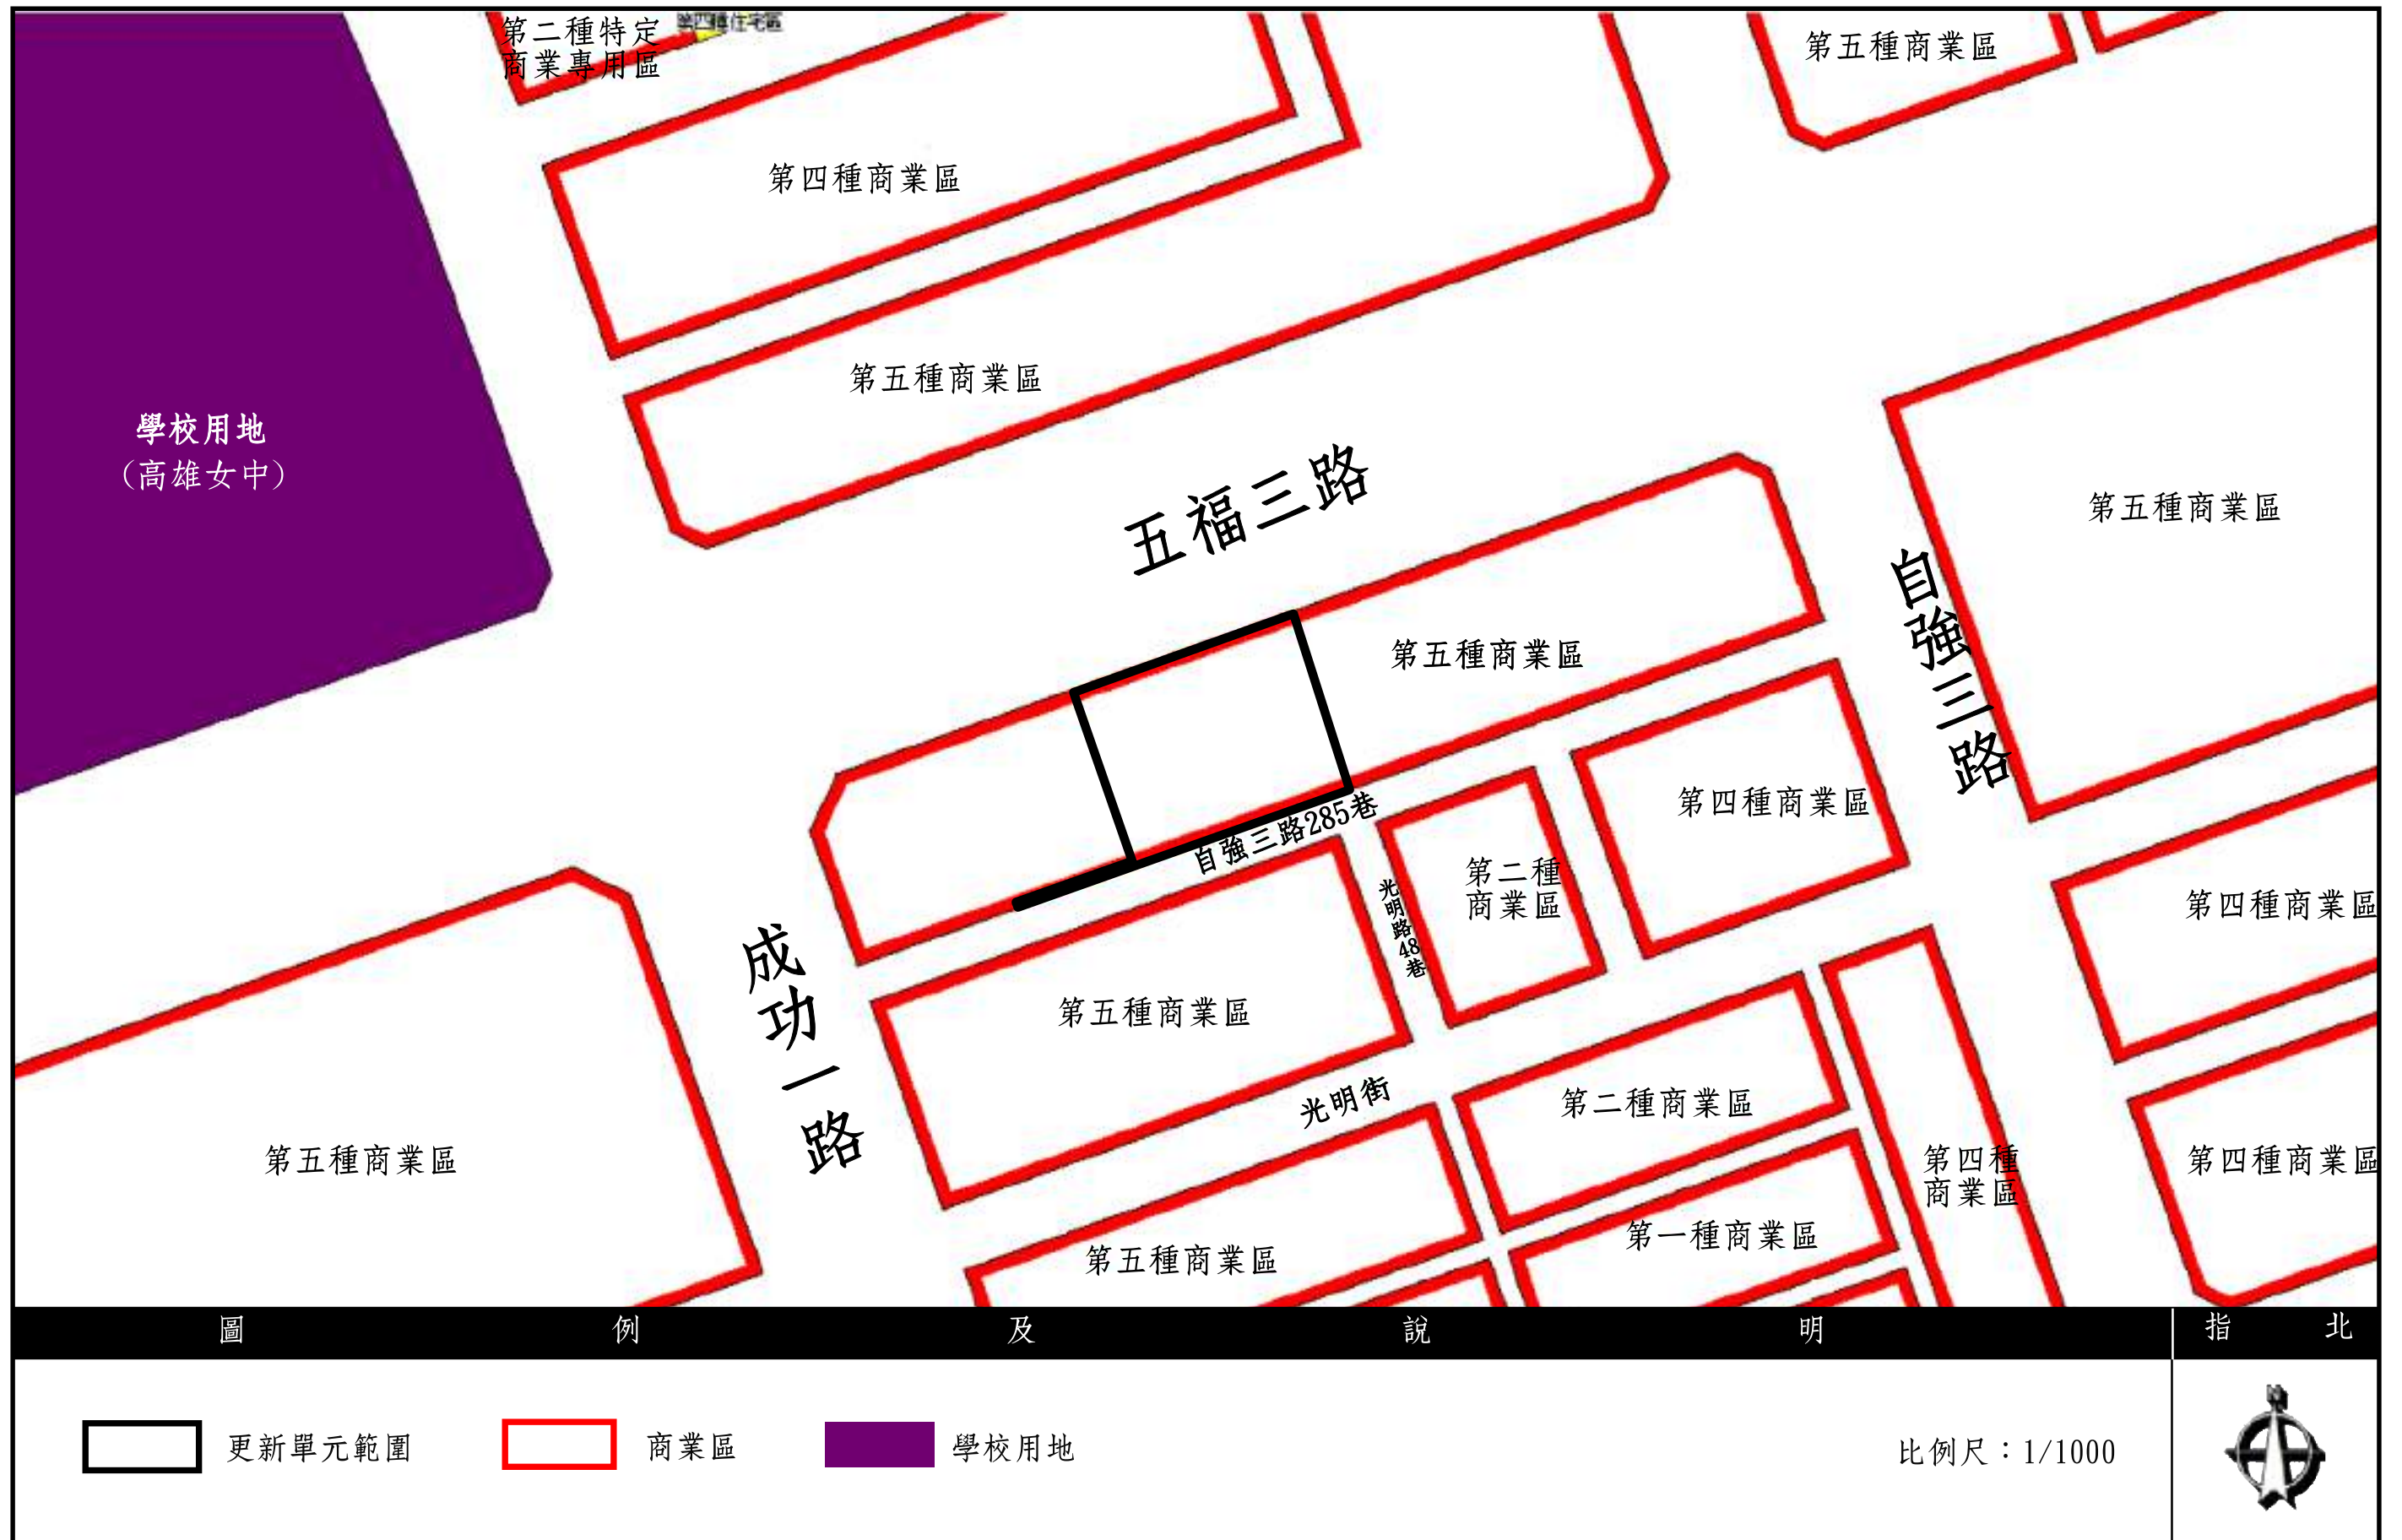 第二種特定
商業專用區
第四種住宅區
第五種商業區
第四種商業區
第五種商業區
學校用地
(高雄女中)
五福三路
第五種商業區
自強三路
第五種商業區
自強三路285巷
第四種商業區
第二種
商業區
光明路48巷
第四種商業區
成功一路
第五種商業區
光明街
第二種商業區
第五種商業區
第四種
商業區
第四種商業區
第一種商業區
第五種商業區
圖例及說明
指北
更新單元範圍
商業區
學校用地
比例尺：1/1000
N